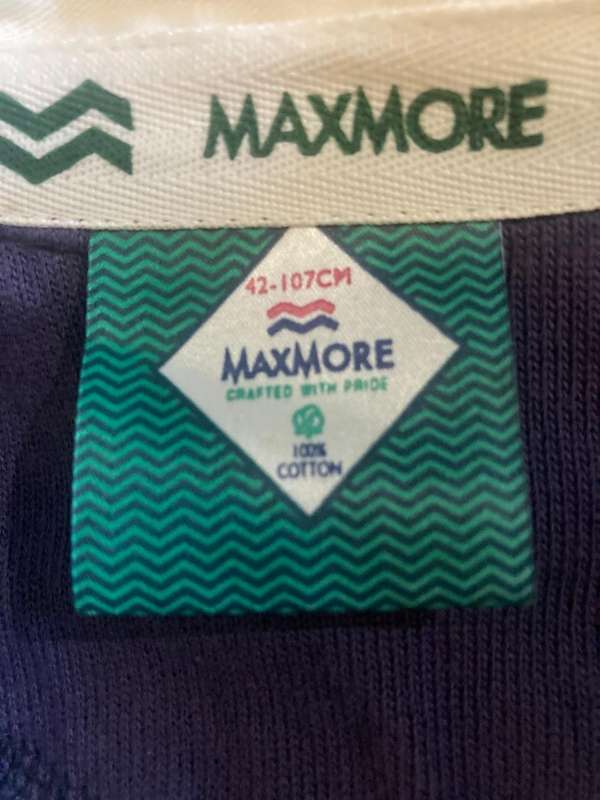 MAXMORE
42-107CM
MAXMORE
CRAFTED WITH PRIDE
100%
COTTON